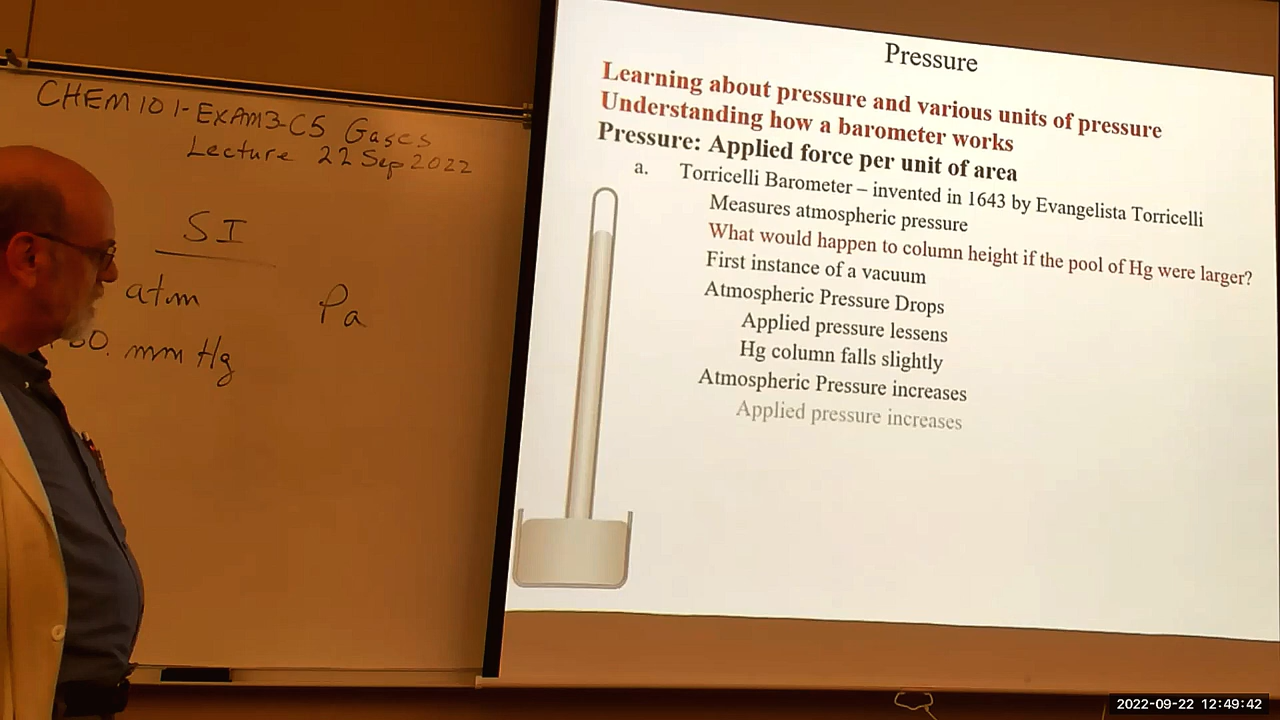 CHEM 101-EXAM3-C5 Gases
Lecture 22 Sep 2022
SI
atm
Pa
mm Hg
Pressure
Learning about pressure and various units of pressure
Understanding how a barometer works
Pressure: Applied force per unit of area
a. Torricelli Barometer – invented in 1643 by Evangelista Torricelli
Measures atmospheric pressure
What would happen to column height if the pool of Hg were larger?
First instance of a vacuum
Atmospheric Pressure Drops
Applied pressure lessens
Hg column falls slightly
Atmospheric Pressure increases
Applied pressure increases
2022-09-22 12:49:42